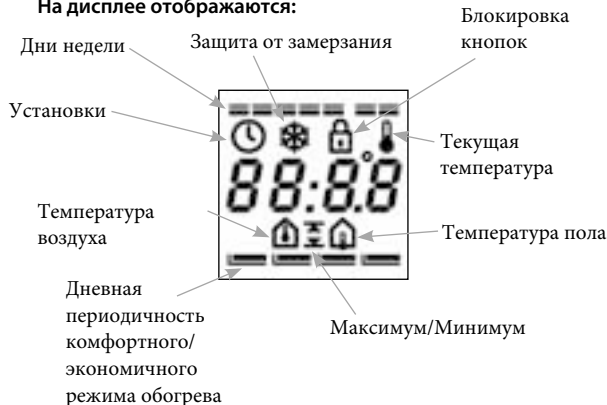 На дисплее отображаются:
Блокировка
кнопок
Дни недели
Защита от замерзания
Установки
Текущая
температура
88:8.8°
Температура
воздуха
Температура пола
Дневная
периодичность
комфортного/
экономичного
режима обогрева
Максимум/Минимум